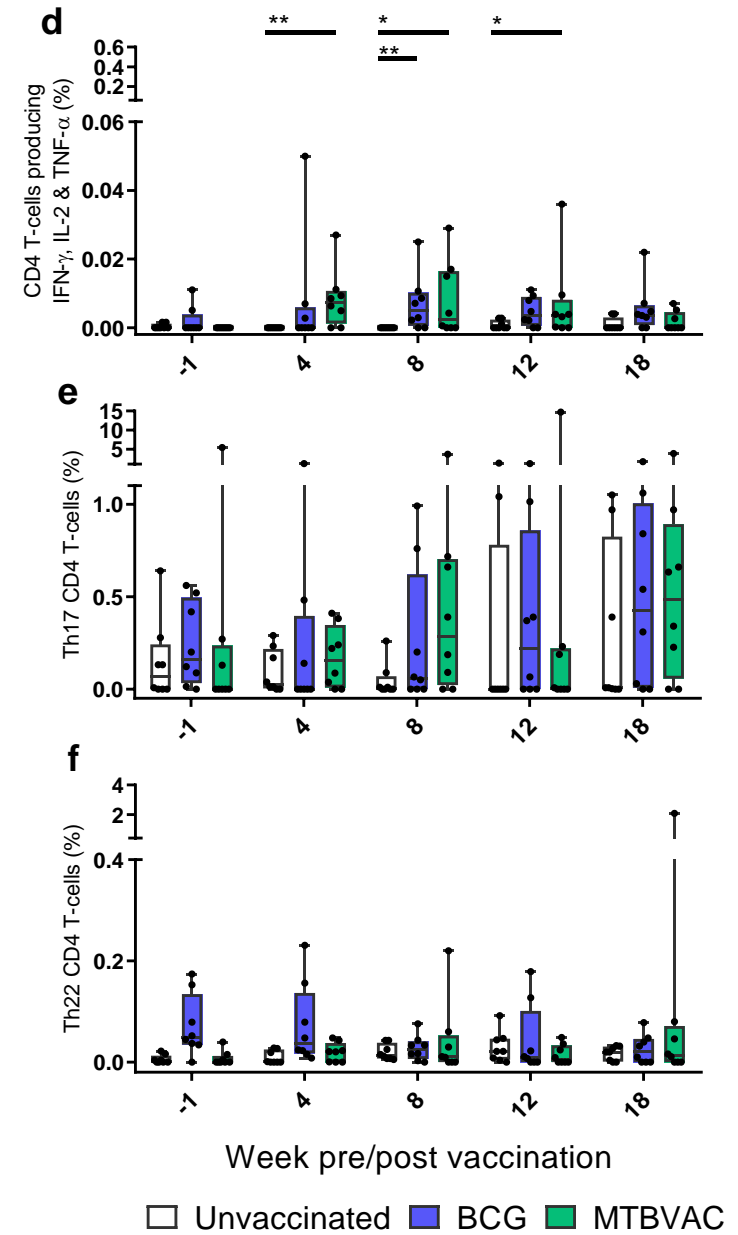 d
** * *
**
CD4 T-cells producing
IFN-γ, IL-2 & TNF-α (%)
0.6
0.4
0.2
0.06
0.04
0.02
0.00
-1 4 8 12 18
e
Th17 CD4 T-cells (%)
15
10
5
1.0
0.5
0.0
-1 4 8 12 18
f
Th22 CD4 T-cells (%)
4
2
0.4
0.2
0.0
-1 4 8 12 18
Week pre/post vaccination
Unvaccinated BCG MTBVAC